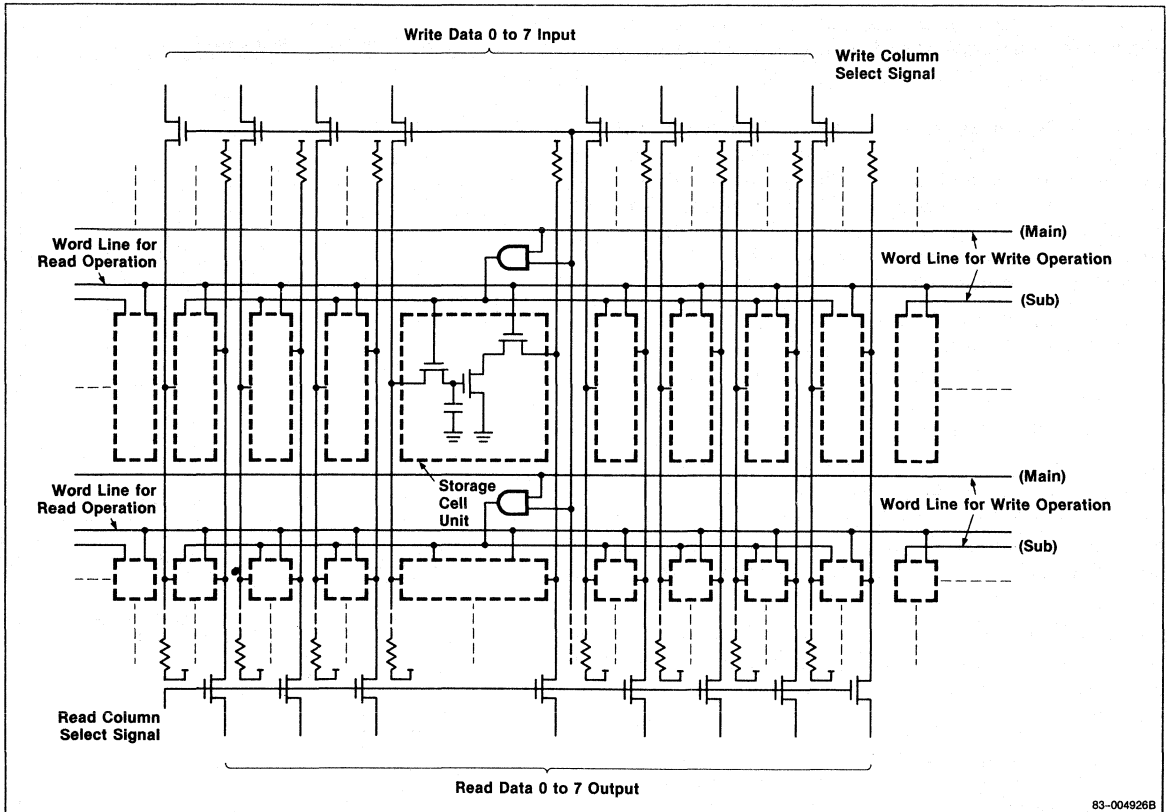 Write Data 0 to 7 Input
Write Column
Select Signal
(Main)
Word Line for
Read Operation
Word Line for Write Operation
(Sub)
Storage
Cell
Unit
(Main)
Word Line for
Read Operation
Word Line for Write Operation
(Sub)
Read Column
Select Signal
Read Data 0 to 7 Output
83-004926B